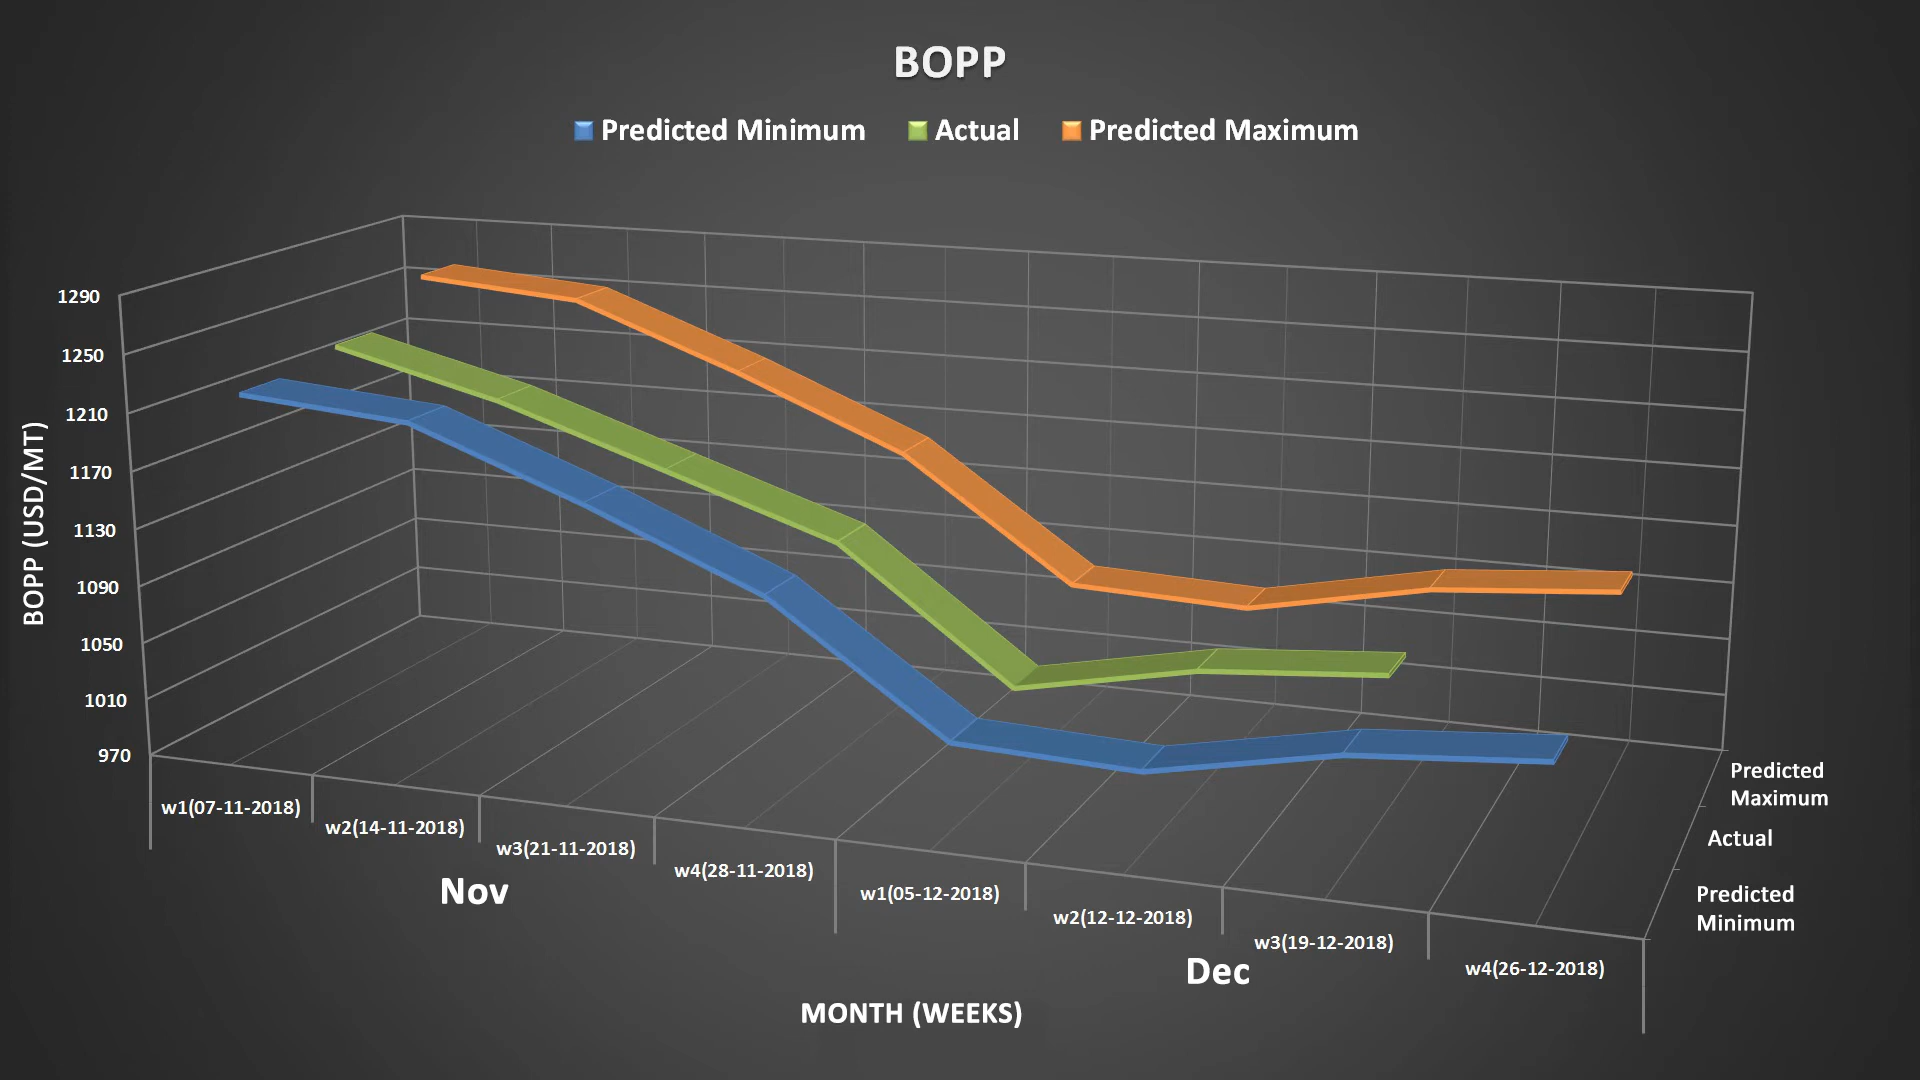 BOPP
Predicted Minimum Actual Predicted Maximum
1290
1250
1210
1170
1130
1090
1050
1010
970
BOPP (USD/MT)
w1(07-11-2018)
w2(14-11-2018)
w3(21-11-2018)
w4(28-11-2018)
w1(05-12-2018)
w2(12-12-2018)
w3(19-12-2018)
w4(26-12-2018)
Nov
Dec
MONTH (WEEKS)
Predicted
Maximum
Actual
Predicted
Minimum